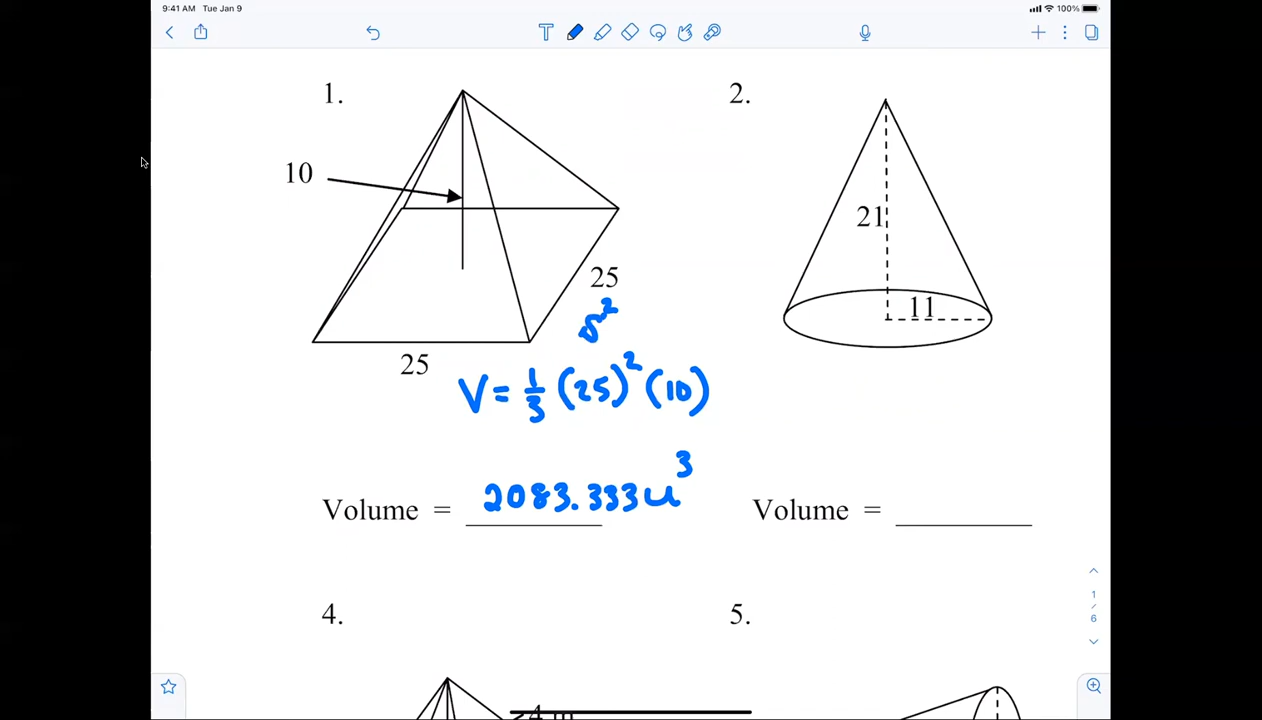 9:41 AM Tue Jan 9 100%
T
1. 2.
10
21
25
11
25
V = 1/3 (25)² (10)
Volume = 2083.333u³ Volume = ________
1
/
6
4. 5.